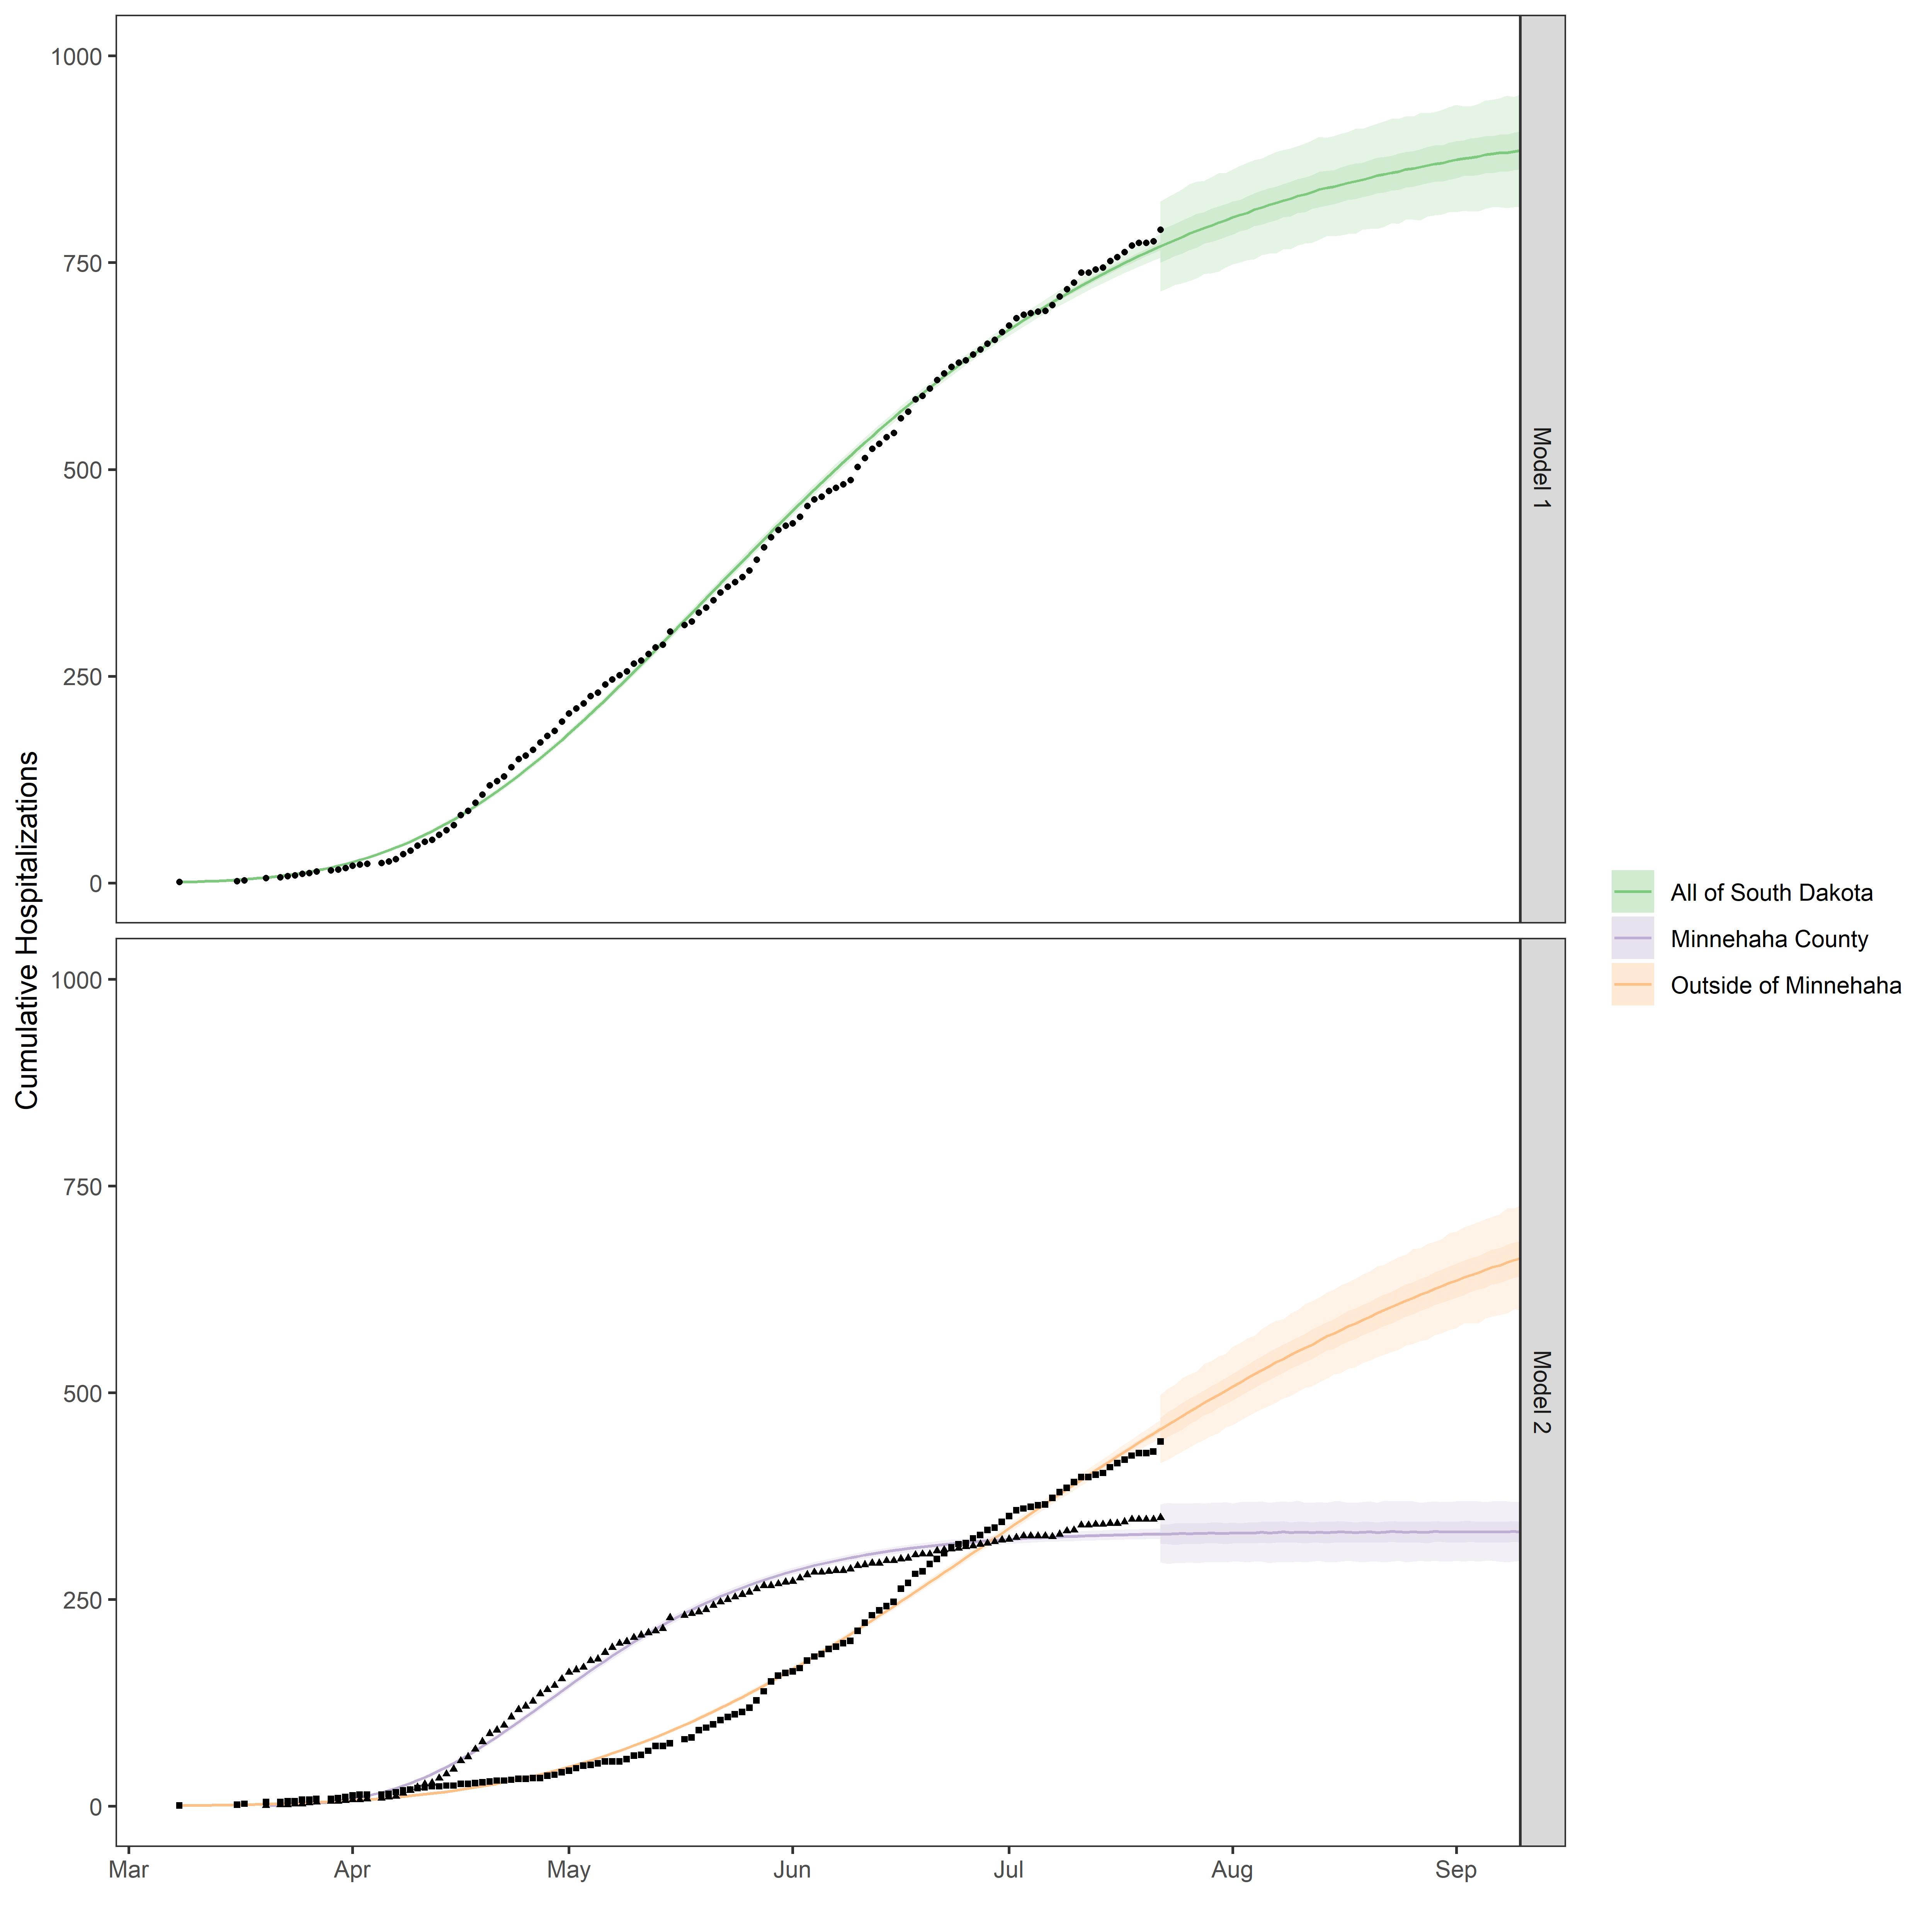 Cumulative Hospitalizations
1000
750
500
250
0
Model 1
1000
750
500
250
0
Model 2
Mar Apr May Jun Jul Aug Sep
All of South Dakota
Minnehaha County
Outside of Minnehaha